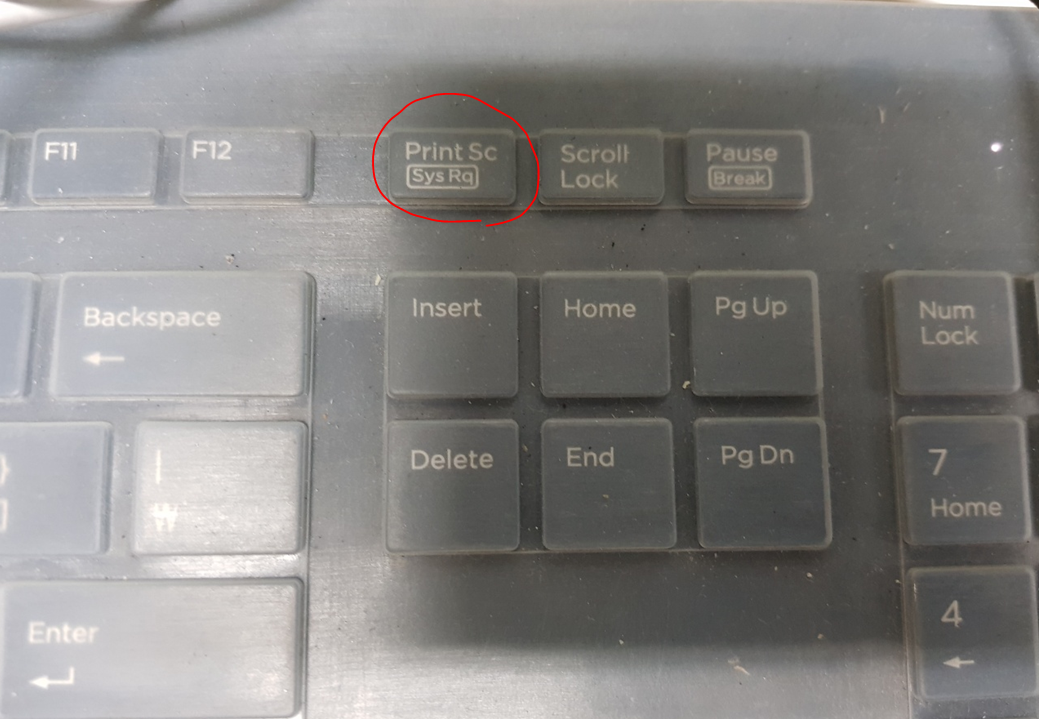 F11
F12
Print Sc
Sys Rq
Scroll
Lock
Pause
Break
Backspace
←
Insert
Home
Pg Up
Num
Lock
}
]
|
₩
Delete
End
Pg Dn
7
Home
Enter
↵
4
←